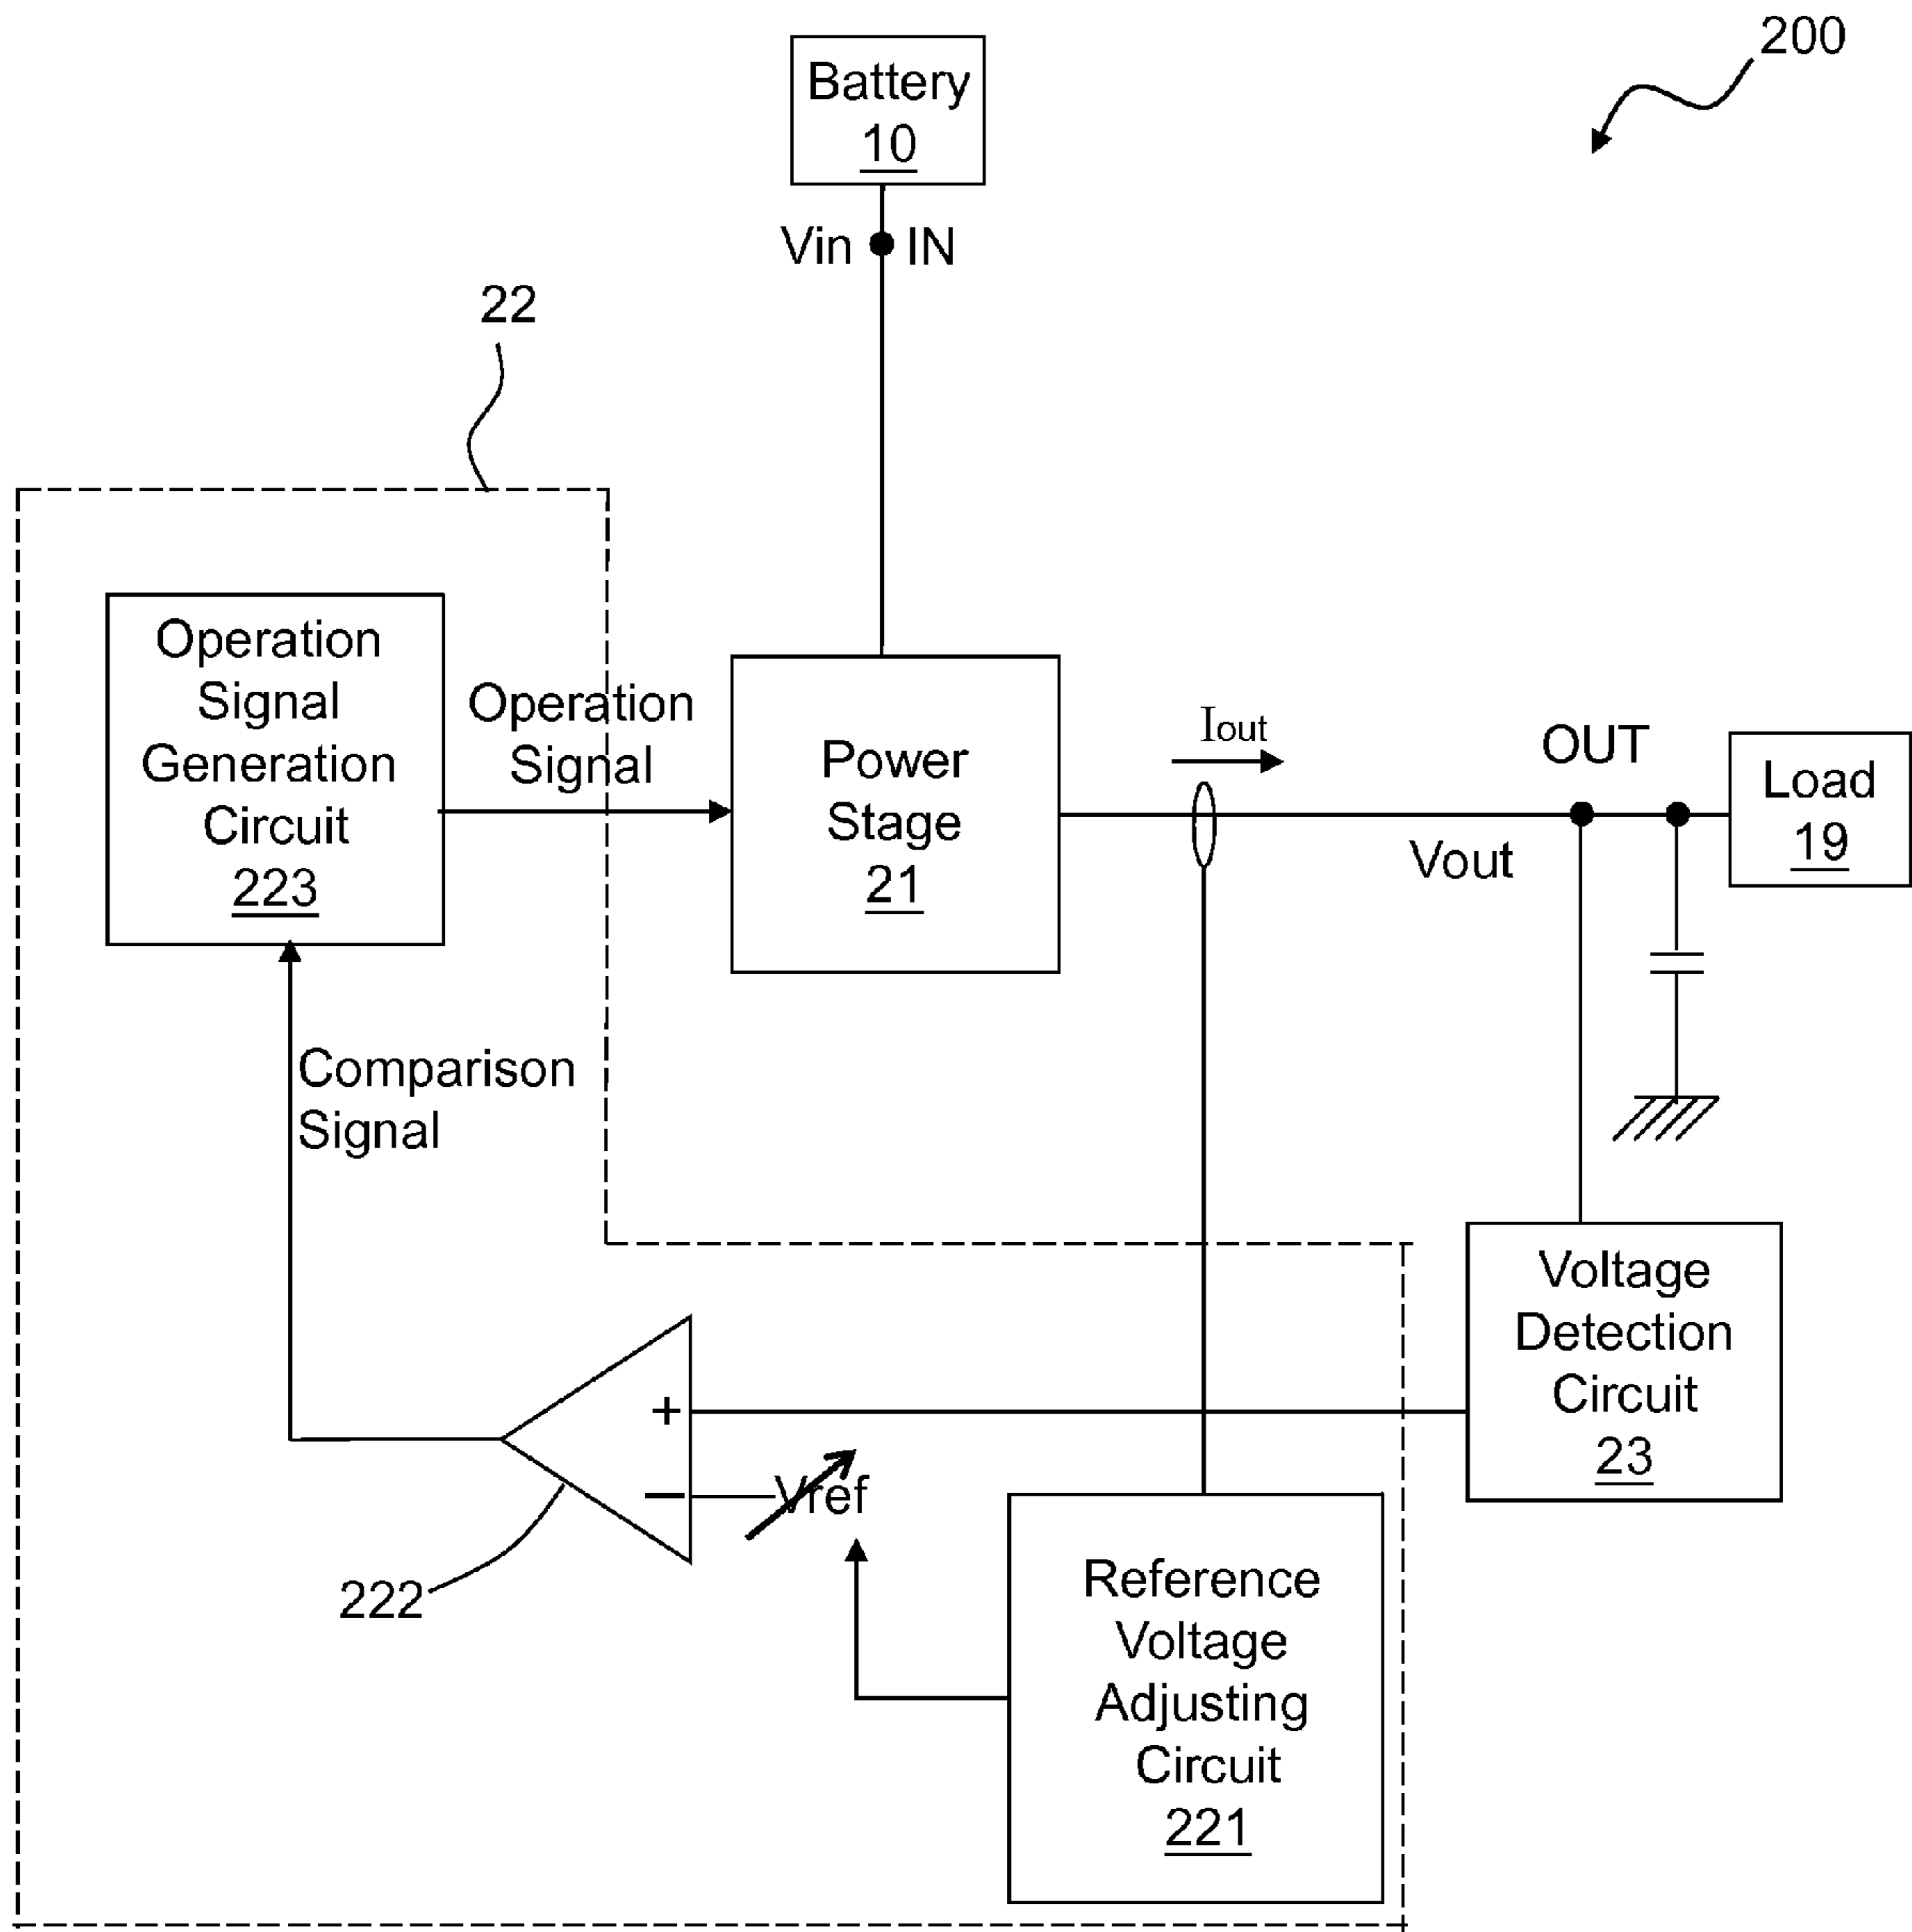 200
Battery
10
Vin IN
22
Operation
Signal
Generation
Circuit
223
Operation
Signal
Power
Stage
21
Iout
OUT
Vout
Load
19
Comparison
Signal
Voltage
Detection
Circuit
23
+
−
Vref
222
Reference
Voltage
Adjusting
Circuit
221